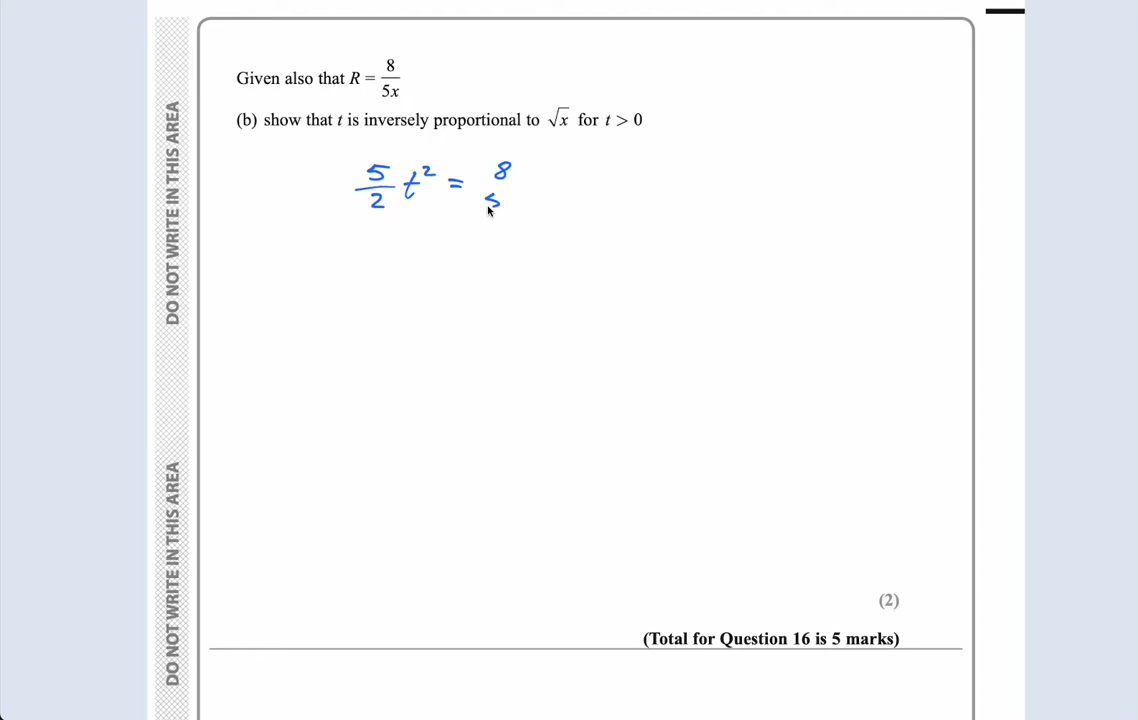 DO NOT WRITE IN THIS AREA
DO NOT WRITE IN THIS AREA
Given also that R = 8/5x
(b) show that t is inversely proportional to √x for t > 0
5/2 t² = 8/5
(2)
(Total for Question 16 is 5 marks)